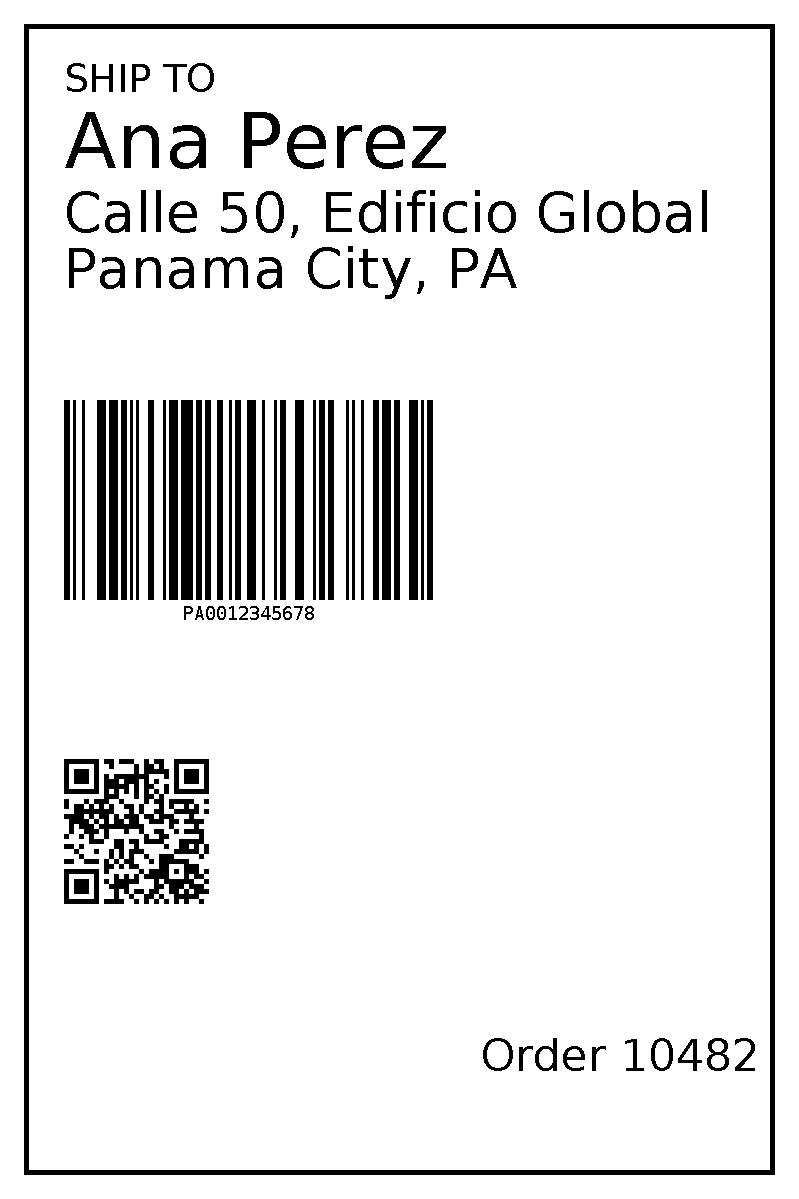 SHIP TO
Ana Perez
Calle 50, Edificio Global
Panama City, PA
PA0012345678
Order 10482